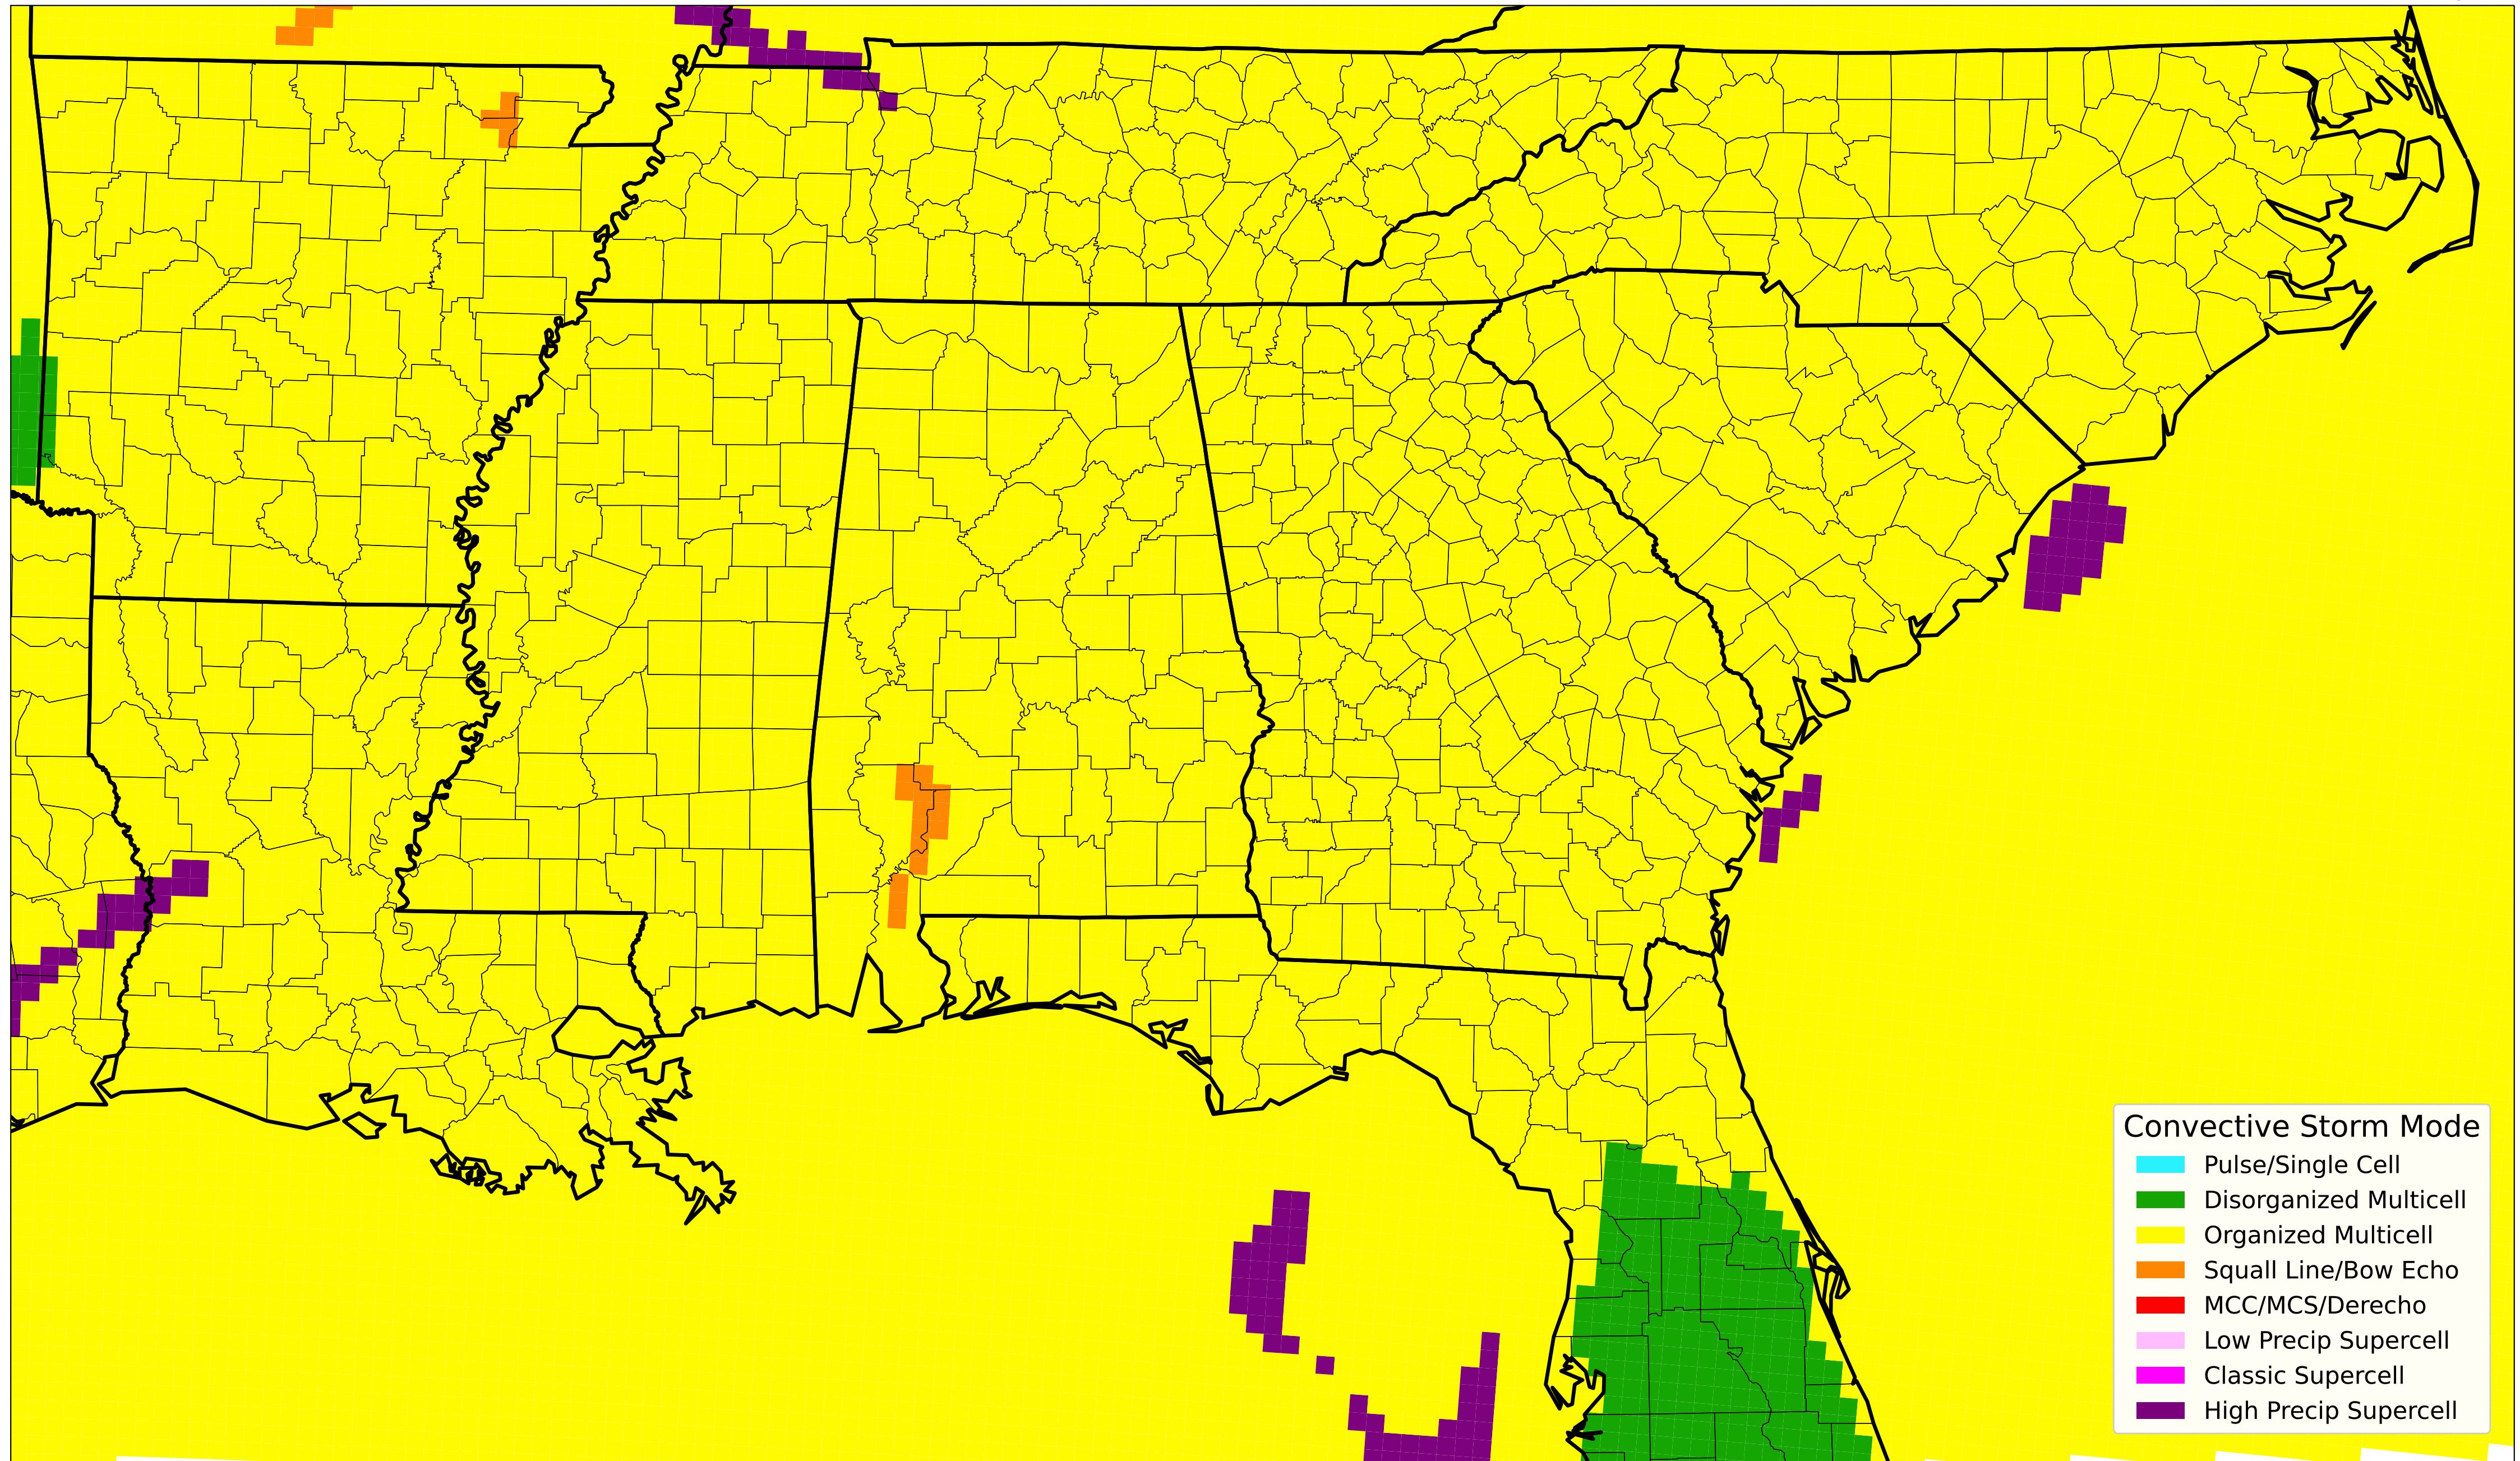 Convective Storm Mode
Pulse/Single Cell
Disorganized Multicell
Organized Multicell
Squall Line/Bow Echo
MCC/MCS/Derecho
Low Precip Supercell
Classic Supercell
High Precip Supercell